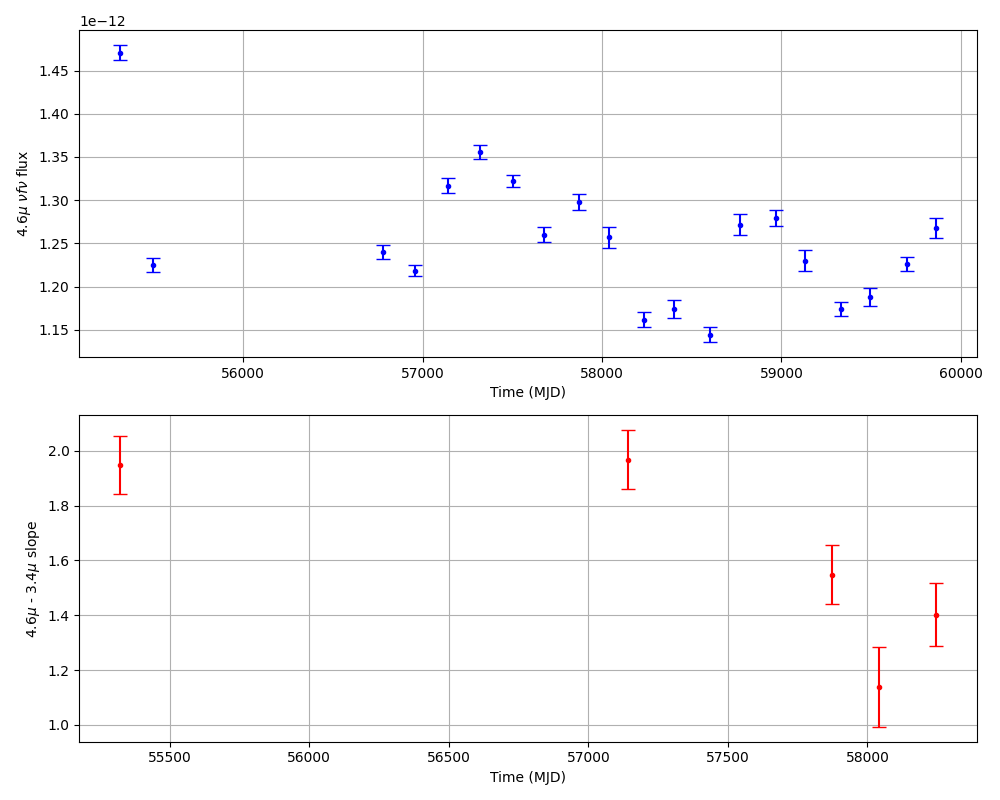 1e−12
1.45
1.40
1.35
1.30
1.25
1.20
1.15
4.6μ νfν flux
56000 57000 58000 59000 60000
Time (MJD)
2.0
1.8
1.6
1.4
1.2
1.0
4.6μ - 3.4μ slope
55500 56000 56500 57000 57500 58000
Time (MJD)